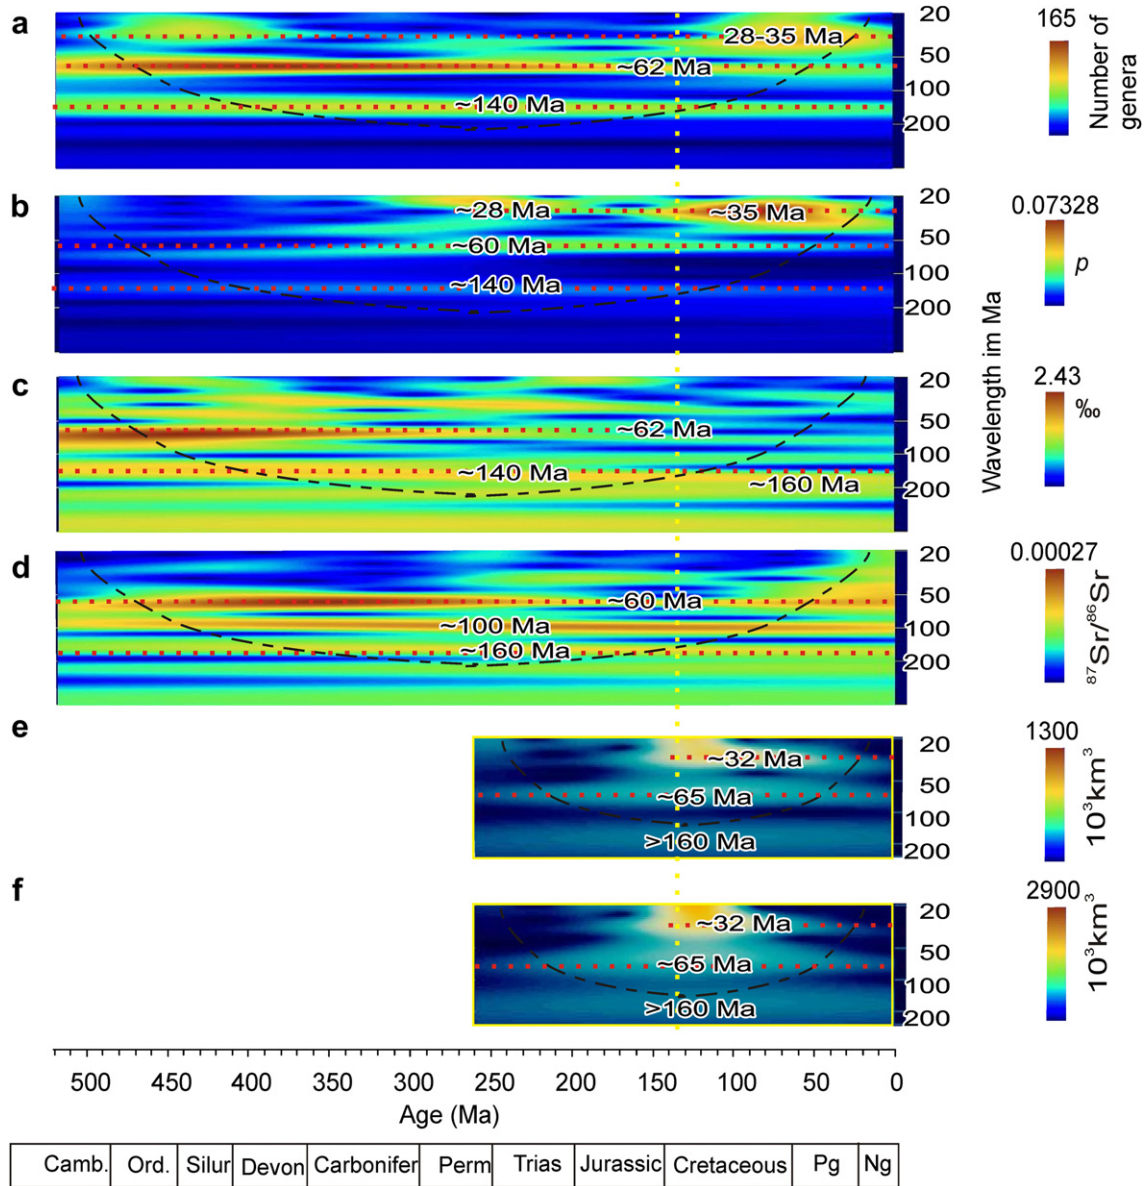 a
20
28-35 Ma
50
~62 Ma
100
~140 Ma
200
165
Number of
genera
b
20
~28 Ma
~35 Ma
50
~60 Ma
100
~140 Ma
200
0.07328
p
Wavelength im Ma
c
20
50
~62 Ma
100
~140 Ma
~160 Ma
200
2.43
‰
d
20
50
~60 Ma
~100 Ma
100
~160 Ma
200
0.00027
⁸⁷Sr/⁸⁶Sr
e
20
~32 Ma
50
~65 Ma
100
>160 Ma
200
1300
10³km³
f
20
~32 Ma
50
~65 Ma
100
>160 Ma
200
2900
10³km³
500 450 400 350 300 250 200 150 100 50 0
Age (Ma)
Camb. Ord. Silur Devon Carbonifer Perm Trias Jurassic Cretaceous Pg Ng